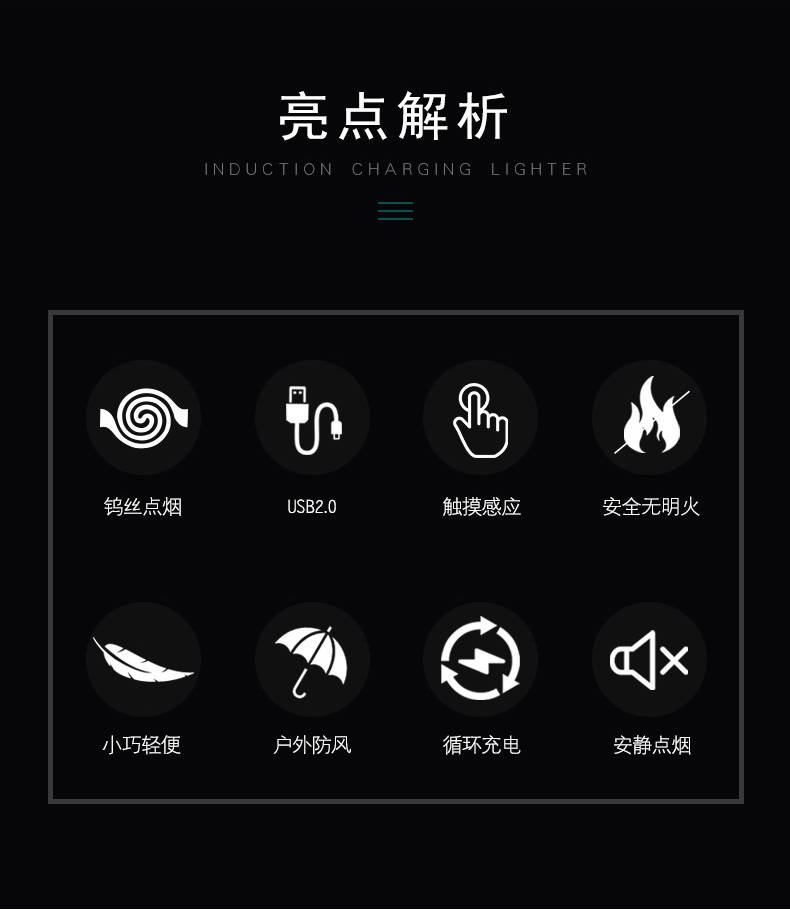 亮点解析
INDUCTION CHARGING LIGHTER
钨丝点烟
USB2.0
触摸感应
安全无明火
小巧轻便
户外防风
循环充电
安静点烟